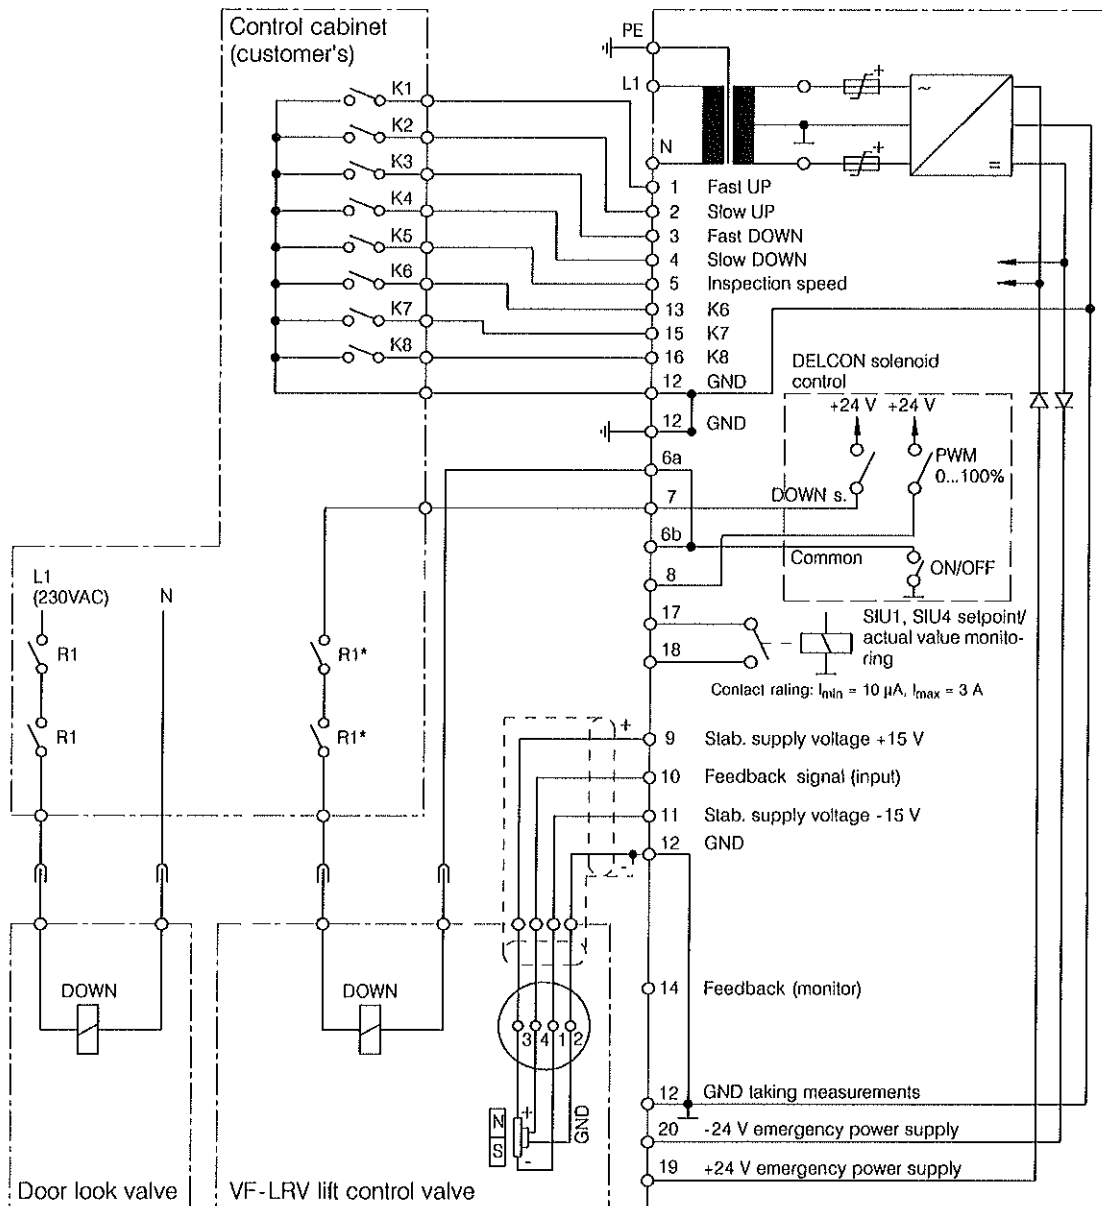 Control cabinet
(customer's)
PE
L1
N
+
+
~
=
K1
K2
K3
K4
K5
K6
K7
K8
1 Fast UP
2 Slow UP
3 Fast DOWN
4 Slow DOWN
5 Inspection speed
13 K6
15 K7
16 K8
12 GND
12 GND
DELCON solenoid
control
+24 V +24 V
PWM
0...100%
DOWN s.
6a
7
6b
Common
8
ON/OFF
17
18
SIU1, SIU4 setpoint/
actual value monito-
ring
Contact rating: Imin = 10 µA, Imax = 3 A
L1
(230VAC)
N
R1
R1
R1*
R1*
+
9 Stab. supply voltage +15 V
10 Feedback signal (input)
11 Stab. supply voltage -15 V
12 GND
-
DOWN
DOWN
3 4 1 2
14 Feedback (monitor)
N
S
+
-
GND
12 GND taking measurements
20 -24 V emergency power supply
19 +24 V emergency power supply
Door look valve
VF-LRV lift control valve